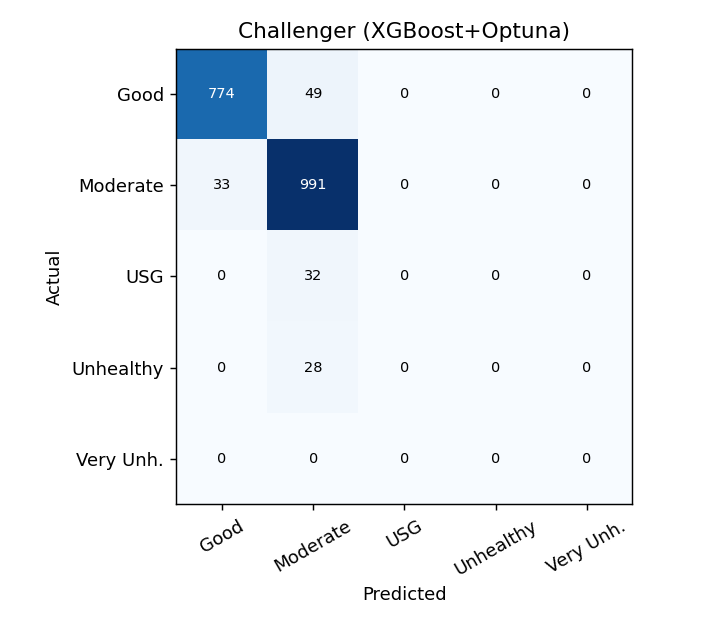 Challenger (XGBoost+Optuna)
Good 774 49 0 0 0
Moderate 33 991 0 0 0
USG 0 32 0 0 0
Unhealthy 0 28 0 0 0
Very Unh. 0 0 0 0 0
Actual
Good Moderate USG Unhealthy Very Unh.
Predicted